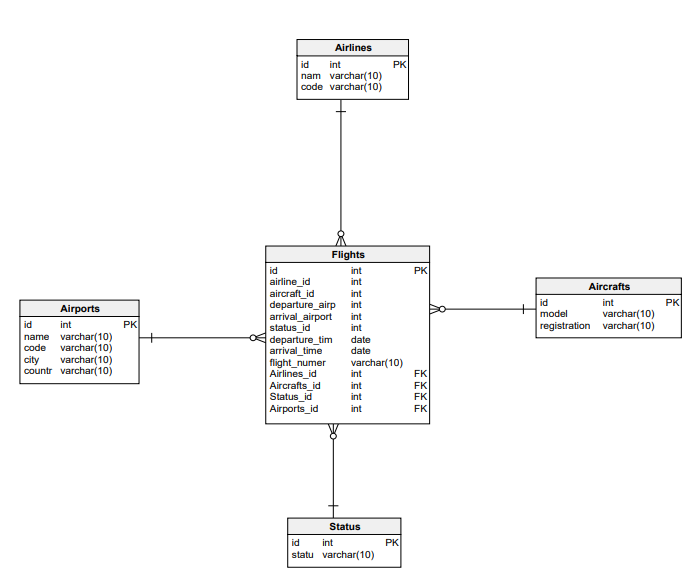 Airlines
id int PK
nam varchar(10)
code varchar(10)
Flights
id int PK
airline_id int
aircraft_id int
departure_airp int
arrival_airport int
status_id int
departure_tim date
arrival_time date
flight_numer varchar(10)
Airlines_id int FK
Aircrafts_id int FK
Status_id int FK
Airports_id int FK
Aircrafts
id int PK
model varchar(10)
registration varchar(10)
Airports
id int PK
name varchar(10)
code varchar(10)
city varchar(10)
countr varchar(10)
Status
id int PK
statu varchar(10)